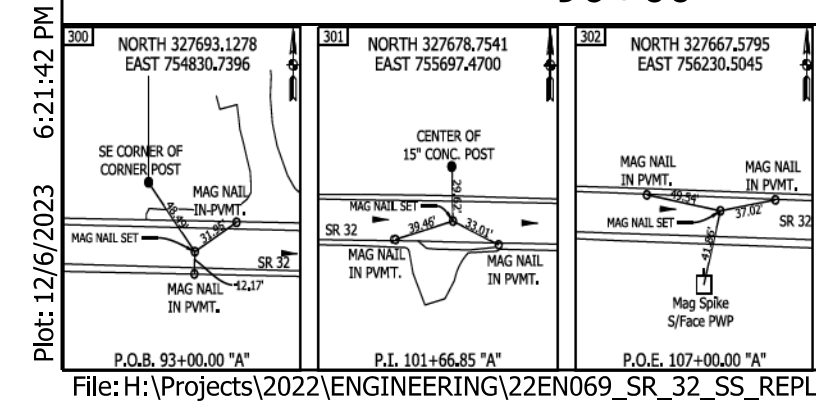 Plot: 12/6/2023 6:21:42 PM
300
NORTH 327693.1278
EAST 754830.7396
SE CORNER OF
CORNER POST
MAG NAIL
IN PVMT.
31.96'
MAG NAIL SET
SR 32
12.17'
MAG NAIL
IN PVMT.
P.O.B. 93+00.00 "A"
301
NORTH 327678.7541
EAST 755697.4700
CENTER OF
15" CONC. POST
29.62'
MAG NAIL SET
SR 32
39.46'
33.01'
MAG NAIL
IN PVMT.
MAG NAIL
IN PVMT.
P.I. 101+66.85 "A"
302
NORTH 327667.5795
EAST 756230.5045
MAG NAIL
IN PVMT.
MAG NAIL
IN PVMT.
49.54'
37.02'
MAG NAIL SET
SR 32
41.86'
Mag Spike
S/Face PWP
P.O.E. 107+00.00 "A"
File: H:\Projects\2022\ENGINEERING\22EN069_SR_32_SS_REPL